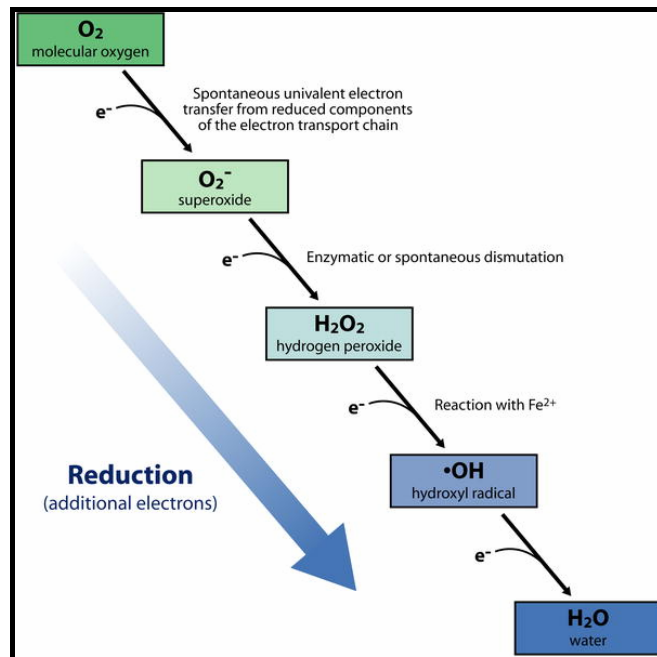 O₂
molecular oxygen
e⁻
Spontaneous univalent electron
transfer from reduced components
of the electron transport chain
O₂⁻
superoxide
e⁻
Enzymatic or spontaneous dismutation
H₂O₂
hydrogen peroxide
e⁻
Reaction with Fe²⁺
•OH
hydroxyl radical
Reduction
(additional electrons)
e⁻
H₂O
water